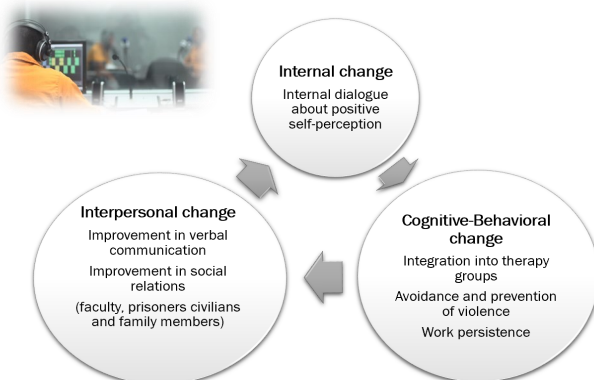 Internal change
Internal dialogue
about positive
self-perception
Cognitive-Behavioral
change
Integration into therapy
groups
Avoidance and prevention
of violence
Work persistence
Interpersonal change
Improvement in verbal
communication
Improvement in social
relations
(faculty, prisoners civilians
and family members)